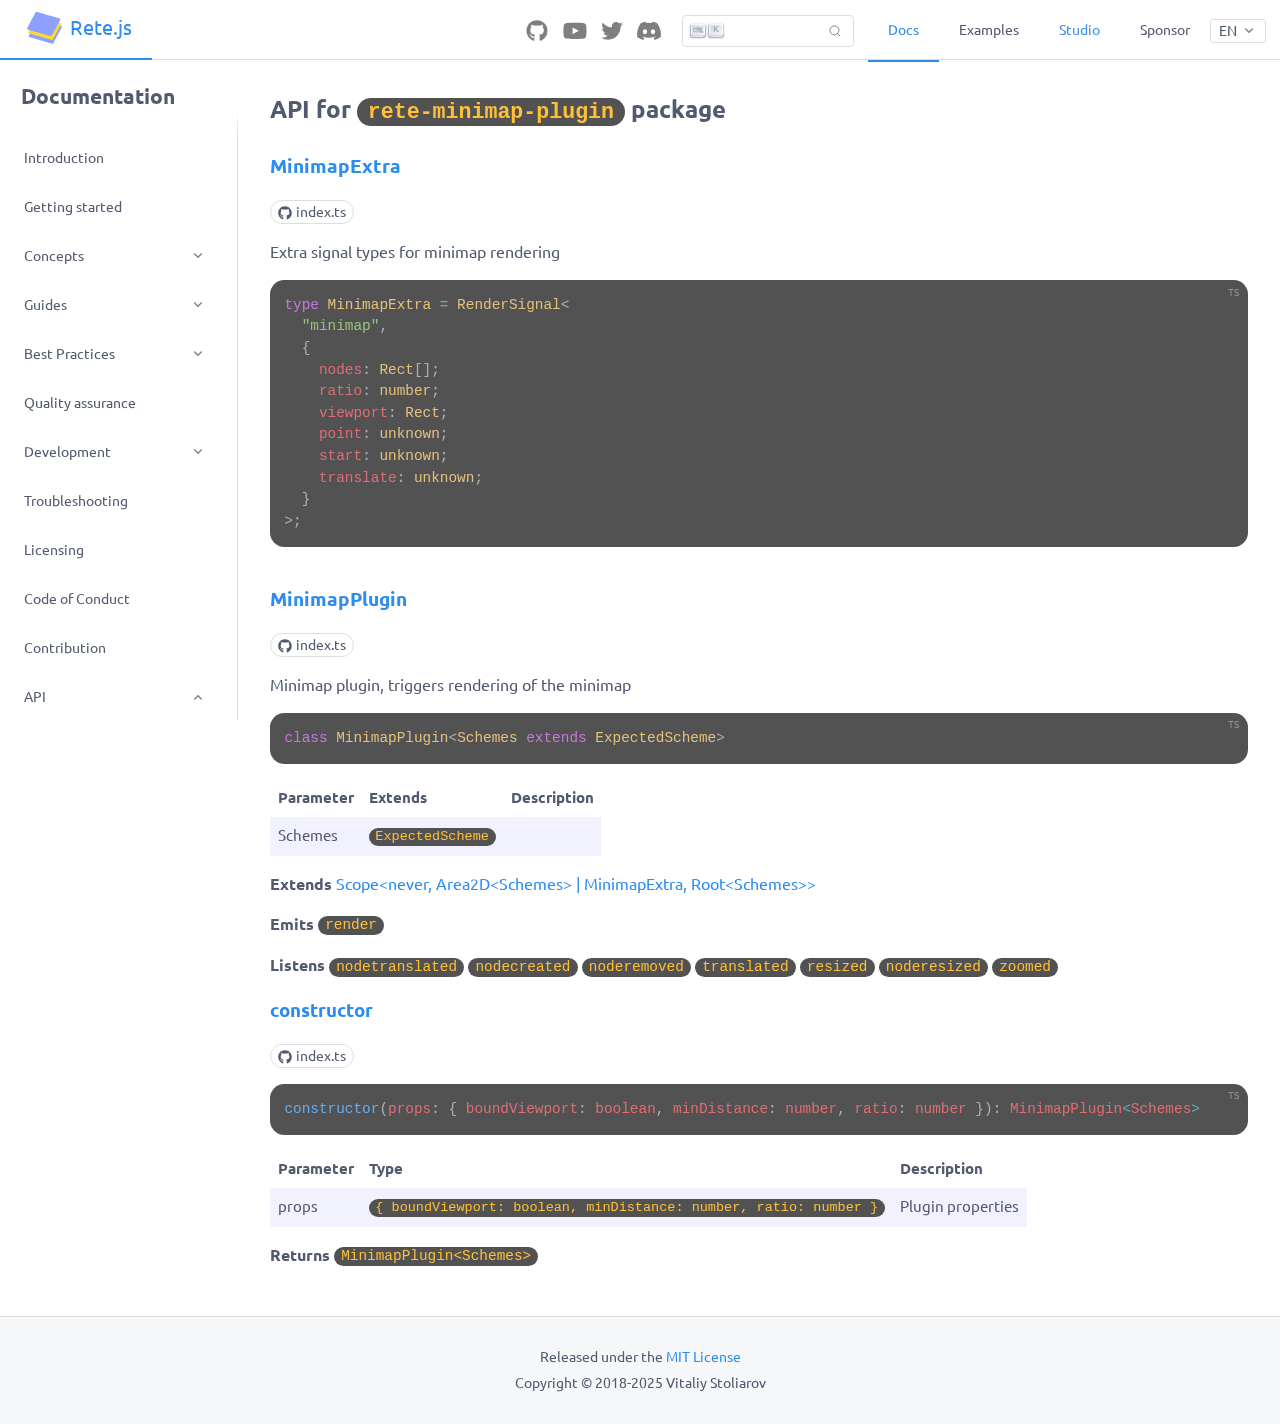 Rete.js
K
Docs
Examples
Studio
Sponsor
EN
Documentation
Introduction
Getting started
Concepts
Guides
Best Practices
Quality assurance
Development
Troubleshooting
Licensing
Code of Conduct
Contribution
API
API for rete-minimap-plugin package
MinimapExtra
index.ts
Extra signal types for minimap rendering
TS
type MinimapExtra = RenderSignal<
  "minimap",
  {
    nodes: Rect[];
    ratio: number;
    viewport: Rect;
    point: unknown;
    start: unknown;
    translate: unknown;
  }
>;
MinimapPlugin
index.ts
Minimap plugin, triggers rendering of the minimap
TS
class MinimapPlugin<Schemes extends ExpectedScheme>
Parameter Extends Description
Schemes ExpectedScheme
Extends Scope<never, Area2D<Schemes> | MinimapExtra, Root<Schemes>>
Emits render
Listens nodetranslated nodecreated noderemoved translated resized noderesized zoomed
constructor
index.ts
TS
constructor(props: { boundViewport: boolean, minDistance: number, ratio: number }): MinimapPlugin<Schemes>
Parameter Type Description
props { boundViewport: boolean, minDistance: number, ratio: number } Plugin properties
Returns MinimapPlugin<Schemes>
Released under the MIT License
Copyright © 2018-2025 Vitaliy Stoliarov